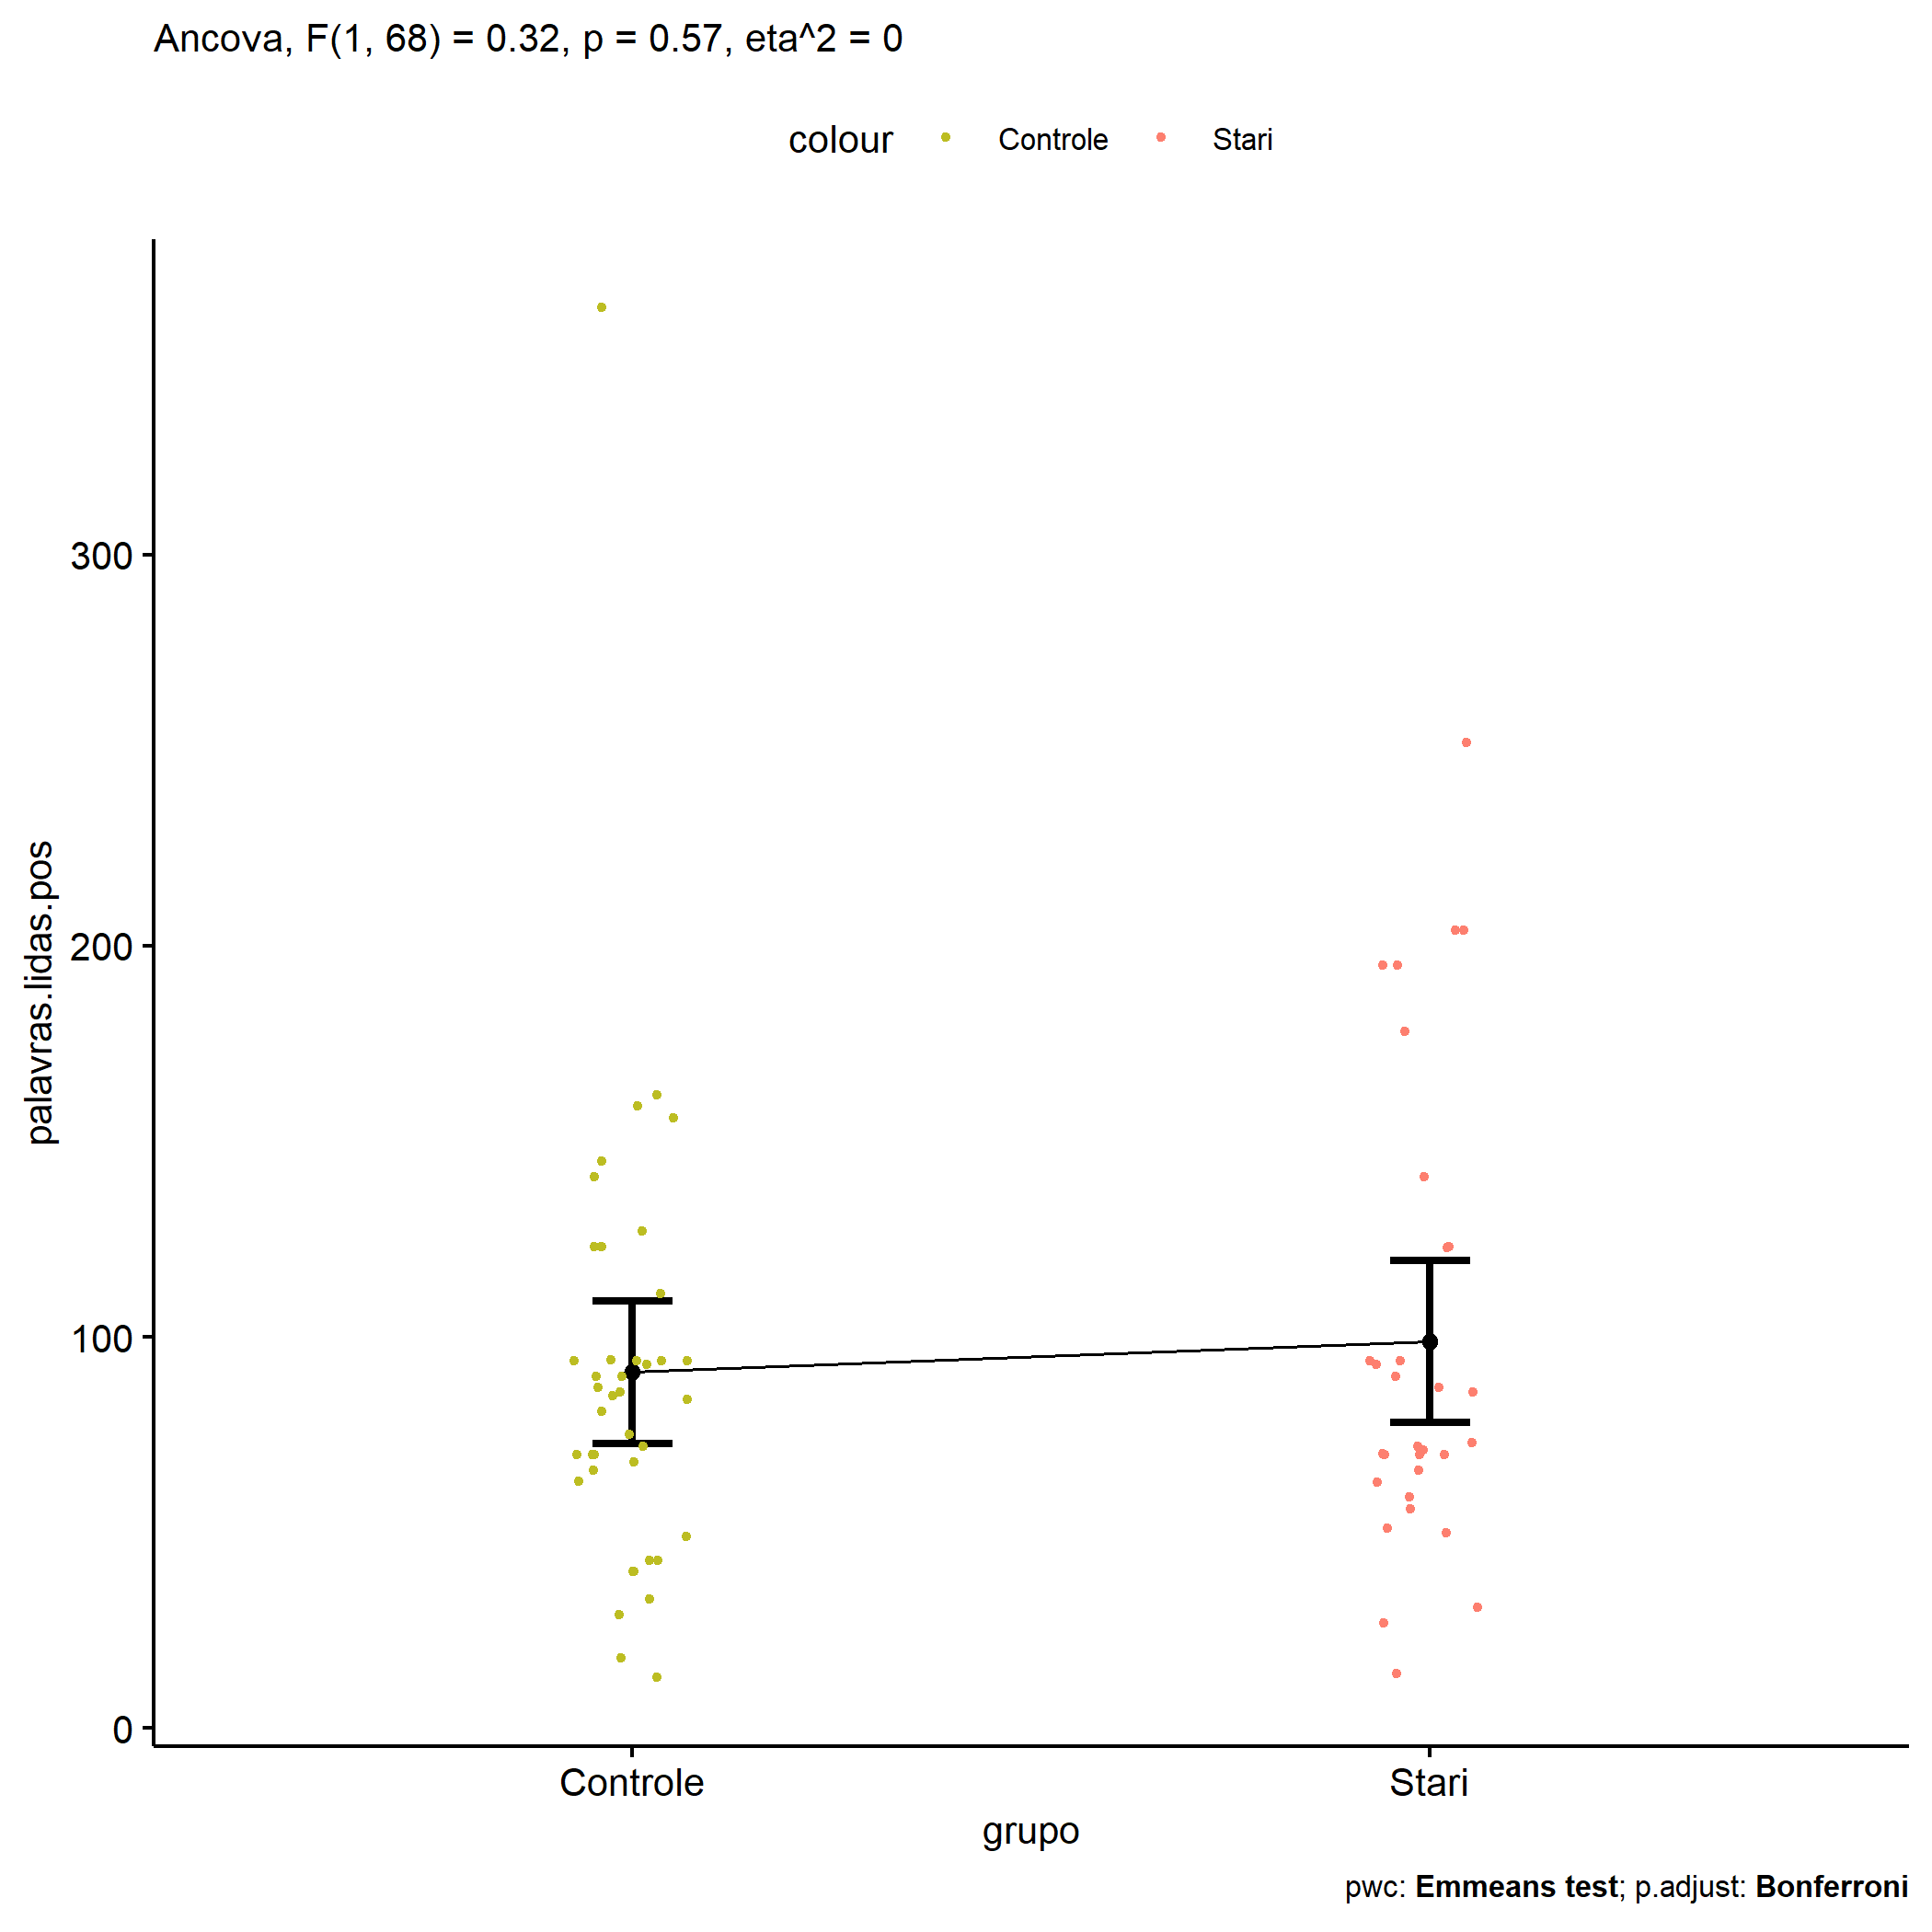 Ancova, F(1, 68) = 0.32, p = 0.57, eta^2 = 0
colour Controle Stari
palavras.lidas.pos
300
200
100
0
Controle Stari
grupo
pwc: Emmeans test; p.adjust: Bonferroni